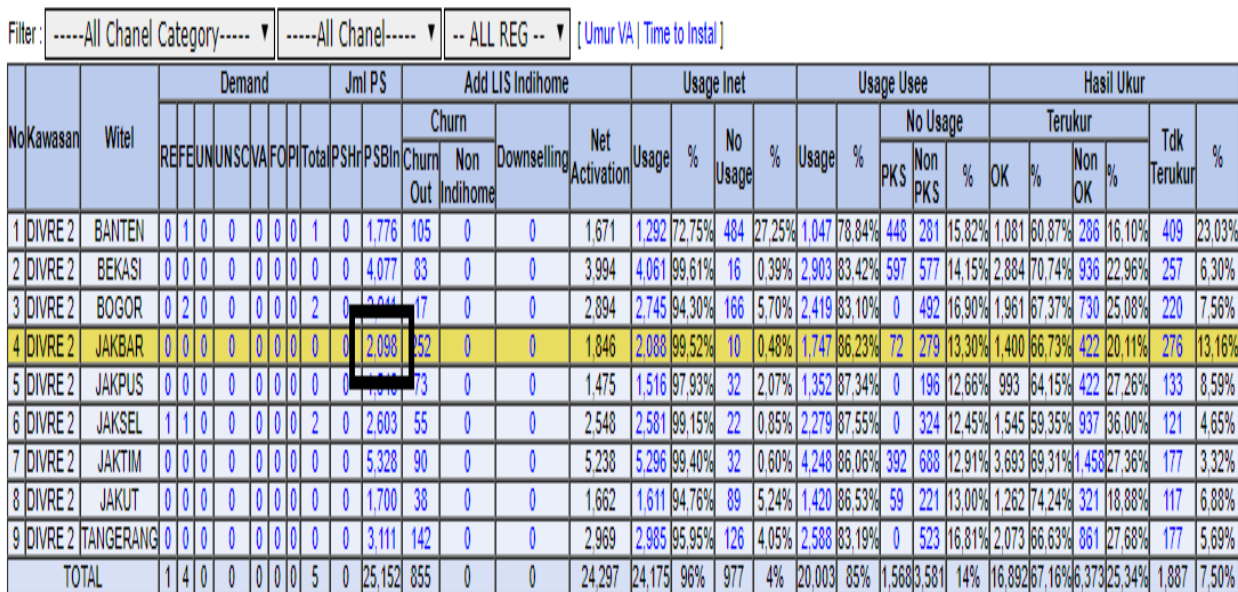 Filter : -----All Chanel Category----- ▼ -----All Chanel----- ▼ -- ALL REG -- ▼ [ Umur VA | Time to Instal ]
No Kawasan Witel Demand Jml PS Add LIS Indihome Usage Inet Usage Usee Hasil Ukur
RE FE UN UN SC VA FO PI Total PSHr PSBln Churn Downselling Net Activation Usage % No Usage % Usage % No Usage Terukur Tdk Terukur %
Churn Out Non Indihome PKS Non PKS % OK % Non OK %
1 DIVRE 2 BANTEN 0 1 0 0 0 0 0 1 0 1,776 105 0 0 1,671 1,292 72,75% 484 27,25% 1,047 78,84% 448 281 15,82% 1,081 60,87% 286 16,10% 409 23,03%
2 DIVRE 2 BEKASI 0 0 0 0 0 0 0 0 0 4,077 83 0 0 3,994 4,061 99,61% 16 0,39% 2,903 83,42% 597 577 14,15% 2,884 70,74% 936 22,96% 257 6,30%
3 DIVRE 2 BOGOR 0 2 0 0 0 0 0 2 0 17 0 0 2,894 2,745 94,30% 166 5,70% 2,419 83,10% 0 492 16,90% 1,961 67,37% 730 25,08% 220 7,56%
4 DIVRE 2 JAKBAR 0 0 0 0 0 0 0 0 0 2,098 252 0 0 1,846 2,088 99,52% 10 0,48% 1,747 86,23% 72 279 13,30% 1,400 66,73% 422 20,11% 276 13,16%
5 DIVRE 2 JAKPUS 0 0 0 0 0 0 0 0 0 73 0 0 1,475 1,516 97,93% 32 2,07% 1,352 87,34% 0 196 12,66% 993 64,15% 422 27,26% 133 8,59%
6 DIVRE 2 JAKSEL 1 1 0 0 0 0 0 2 0 2,603 55 0 0 2,548 2,581 99,15% 22 0,85% 2,279 87,55% 0 324 12,45% 1,545 59,35% 937 36,00% 121 4,65%
7 DIVRE 2 JAKTIM 0 0 0 0 0 0 0 0 0 5,328 90 0 0 5,238 5,296 99,40% 32 0,60% 4,248 86,06% 392 688 12,91% 3,693 69,31% 1,458 27,36% 177 3,32%
8 DIVRE 2 JAKUT 0 0 0 0 0 0 0 0 0 1,700 38 0 0 1,662 1,611 94,76% 89 5,24% 1,420 86,53% 59 221 13,00% 1,262 74,24% 321 18,88% 117 6,88%
9 DIVRE 2 TANGERANG 0 0 0 0 0 0 0 0 0 3,111 142 0 0 2,969 2,985 95,95% 126 4,05% 2,588 83,19% 0 523 16,81% 2,073 66,63% 861 27,68% 177 5,69%
TOTAL 1 4 0 0 0 0 0 5 0 25,152 855 0 0 24,297 24,175 96% 977 4% 20,003 85% 1,568 3,581 14% 16,892 67,16% 6,373 25,34% 1,887 7,50%